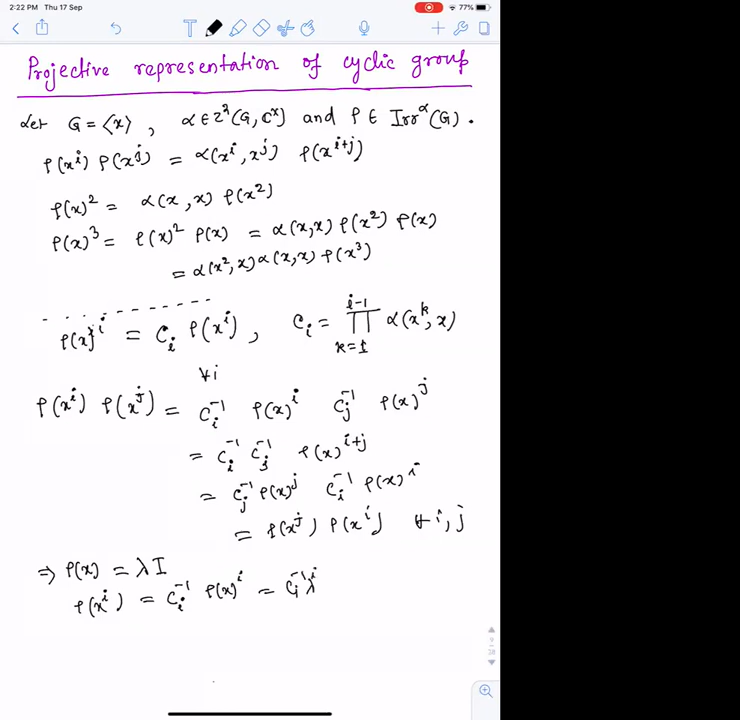 2:22 PM Thu 17 Sep 77%
Projective representation of cyclic group
Let G = ⟨x⟩ , α ∈ Z²(G, ℂˣ) and ρ ∈ Irr^α(G) .
ρ(x^i) ρ(x^j) = α(x^i, x^j) ρ(x^{i+j})
ρ(x)² = α(x, x) ρ(x²)
ρ(x)³ = ρ(x)² ρ(x) = α(x,x) ρ(x²) ρ(x)
= α(x², x) α(x,x) ρ(x³)
ρ(x)^i = C_i ρ(x^i) , C_i = ∏_{k=1}^{i-1} α(x^k, x)
∀i
ρ(x^i) ρ(x^j) = C_i^{-1} ρ(x)^i C_j^{-1} ρ(x)^j
= C_i^{-1} C_j^{-1} ρ(x)^{i+j}
= C_j^{-1} ρ(x)^j C_i^{-1} ρ(x)^i
= ρ(x^j) ρ(x^i) ∀ i, j
⇒ ρ(x) = λI
ρ(x^i) = C_i^{-1} ρ(x)^i = C_i^{-1} λ^i